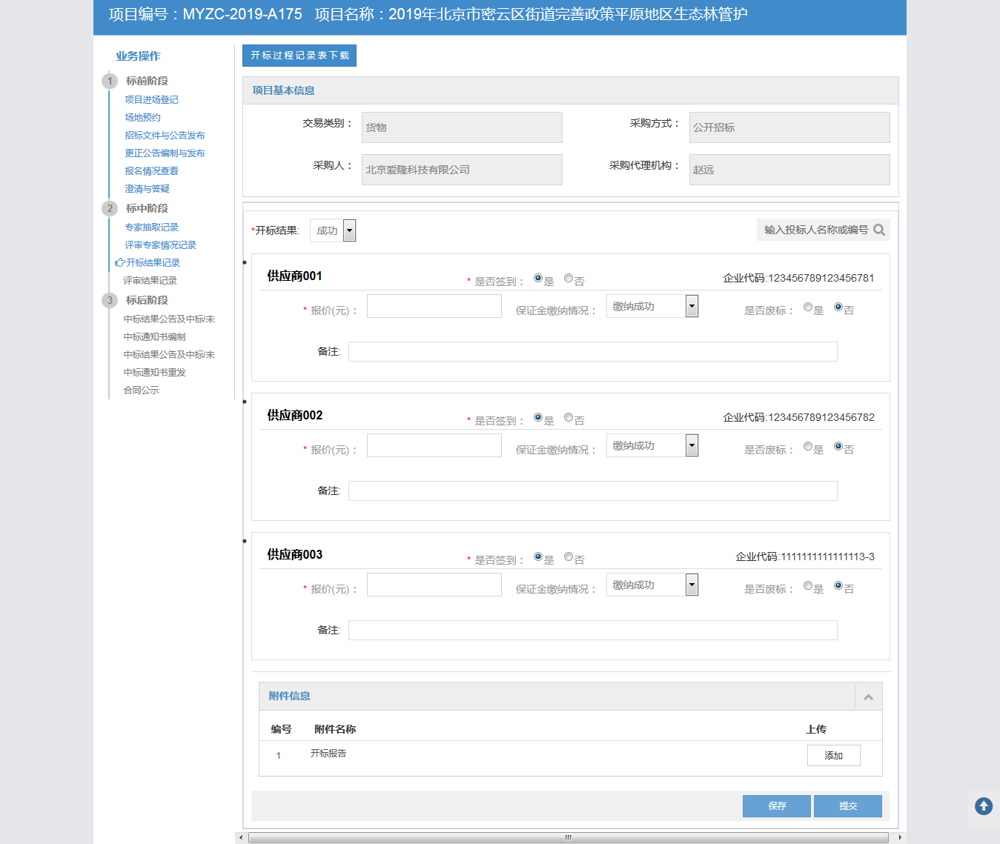 项目编号：MYZC-2019-A175 项目名称：2019年北京市密云区街道完善政策平原地区生态林管护
业务操作
1 标前阶段
项目进场登记
场地预约
招标文件与公告发布
更正公告编制与发布
报名情况查看
澄清与答疑
2 标中阶段
专家抽取记录
评审专家情况记录
开标结果记录
评审结果记录
3 标后阶段
中标结果公告及中标/未
中标通知书编制
中标结果公告及中标/未
中标通知书重发
合同公示
开标过程记录表下载
项目基本信息
交易类别： 货物 采购方式： 公开招标
采购人： 北京爱隆科技有限公司 采购代理机构： 赵远
*开标结果: 成功 输入投标人名称或编号
供应商001 * 是否签到： 是 否 企业代码:123456789123456781
* 报价(元)： 保证金缴纳情况： 缴纳成功 是否废标： 是 否
备注:
供应商002 * 是否签到： 是 否 企业代码:123456789123456782
* 报价(元)： 保证金缴纳情况： 缴纳成功 是否废标： 是 否
备注:
供应商003 * 是否签到： 是 否 企业代码:1111111111111113-3
* 报价(元)： 保证金缴纳情况： 缴纳成功 是否废标： 是 否
备注:
附件信息
编号 附件名称 上传
1 开标报告 添加
保存 提交